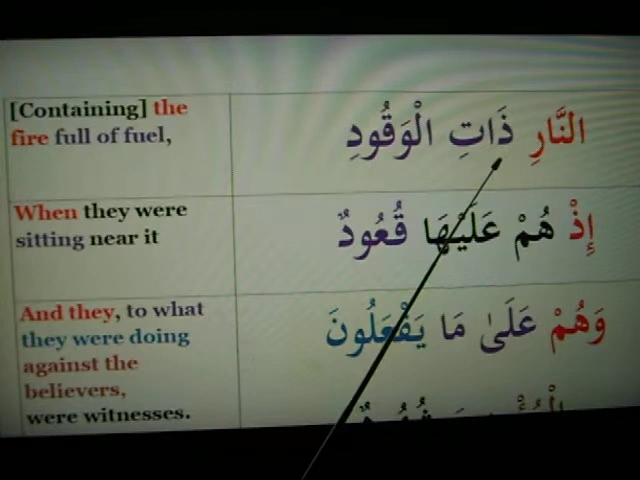 [Containing] the
fire full of fuel,
النَّارِ ذَاتِ الْوَقُودِ
When they were
sitting near it
إِذْ هُمْ عَلَيْهَا قُعُودٌ
And they, to what
they were doing
against the
believers,
were witnesses.
وَهُمْ عَلَىٰ مَا يَفْعَلُونَ